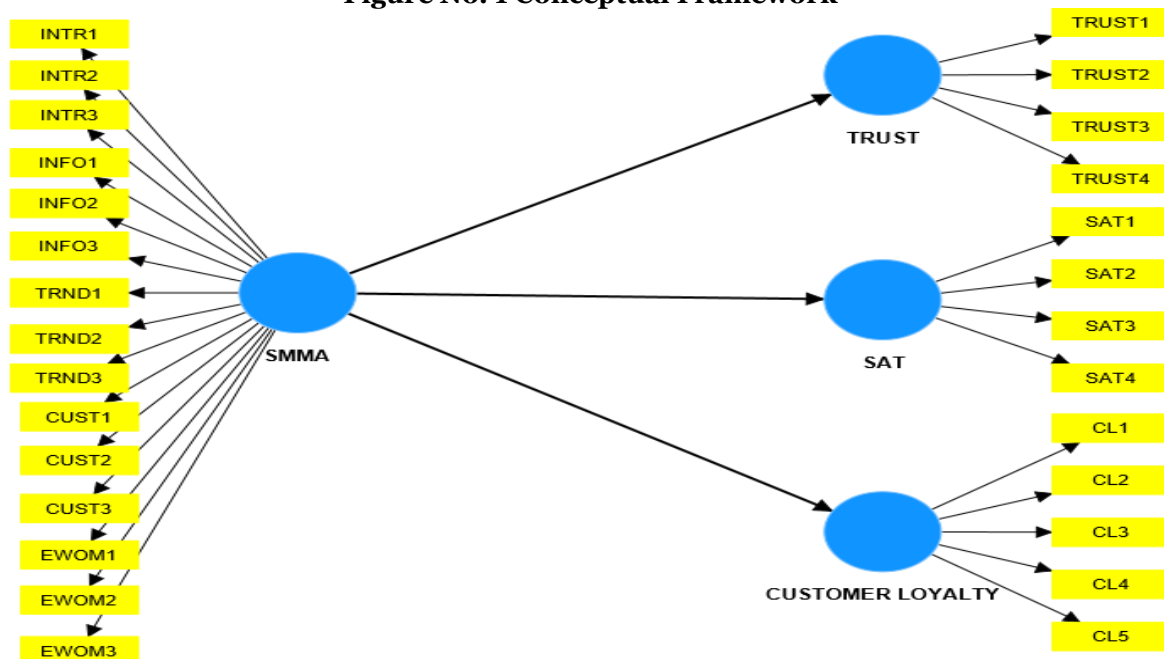 Figure No. 1 Conceptual Framework
INTR1
INTR2
INTR3
INFO1
INFO2
INFO3
TRND1
TRND2
TRND3
CUST1
CUST2
CUST3
EWOM1
EWOM2
EWOM3
SMMA
TRUST
SAT
CUSTOMER LOYALTY
TRUST1
TRUST2
TRUST3
TRUST4
SAT1
SAT2
SAT3
SAT4
CL1
CL2
CL3
CL4
CL5